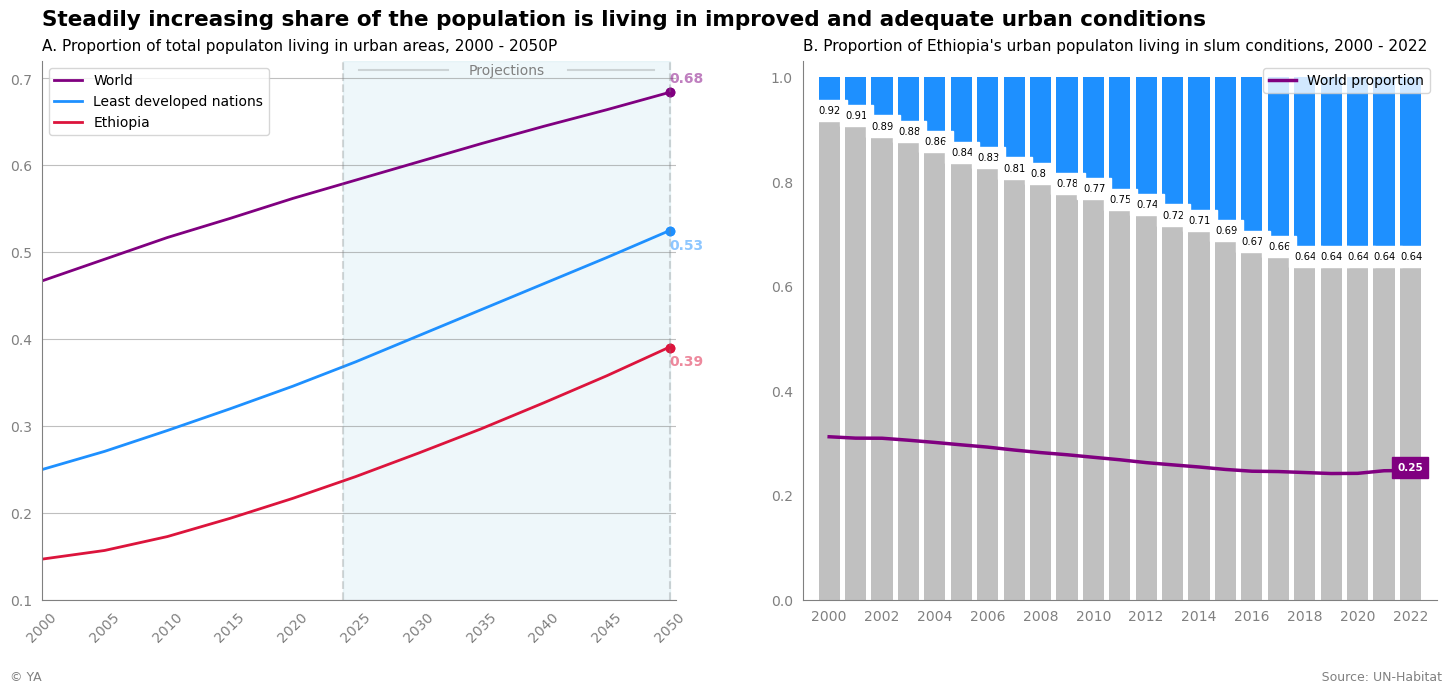 Steadily increasing share of the population is living in improved and adequate urban conditions
A. Proportion of total populaton living in urban areas, 2000 - 2050P
World
Least developed nations
Ethiopia
Projections
0.7
0.6
0.5
0.4
0.3
0.2
0.1
0.68
0.53
0.39
2000 2005 2010 2015 2020 2025 2030 2035 2040 2045 2050
B. Proportion of Ethiopia's urban populaton living in slum conditions, 2000 - 2022
World proportion
1.0
0.8
0.6
0.4
0.2
0.0
0.92 0.91 0.89 0.88 0.86 0.84 0.83 0.81 0.8 0.78 0.77 0.75 0.74 0.72 0.71 0.69 0.67 0.66 0.64 0.64 0.64 0.64 0.64
0.25
2000 2002 2004 2006 2008 2010 2012 2014 2016 2018 2020 2022
© YA
Source: UN-Habitat